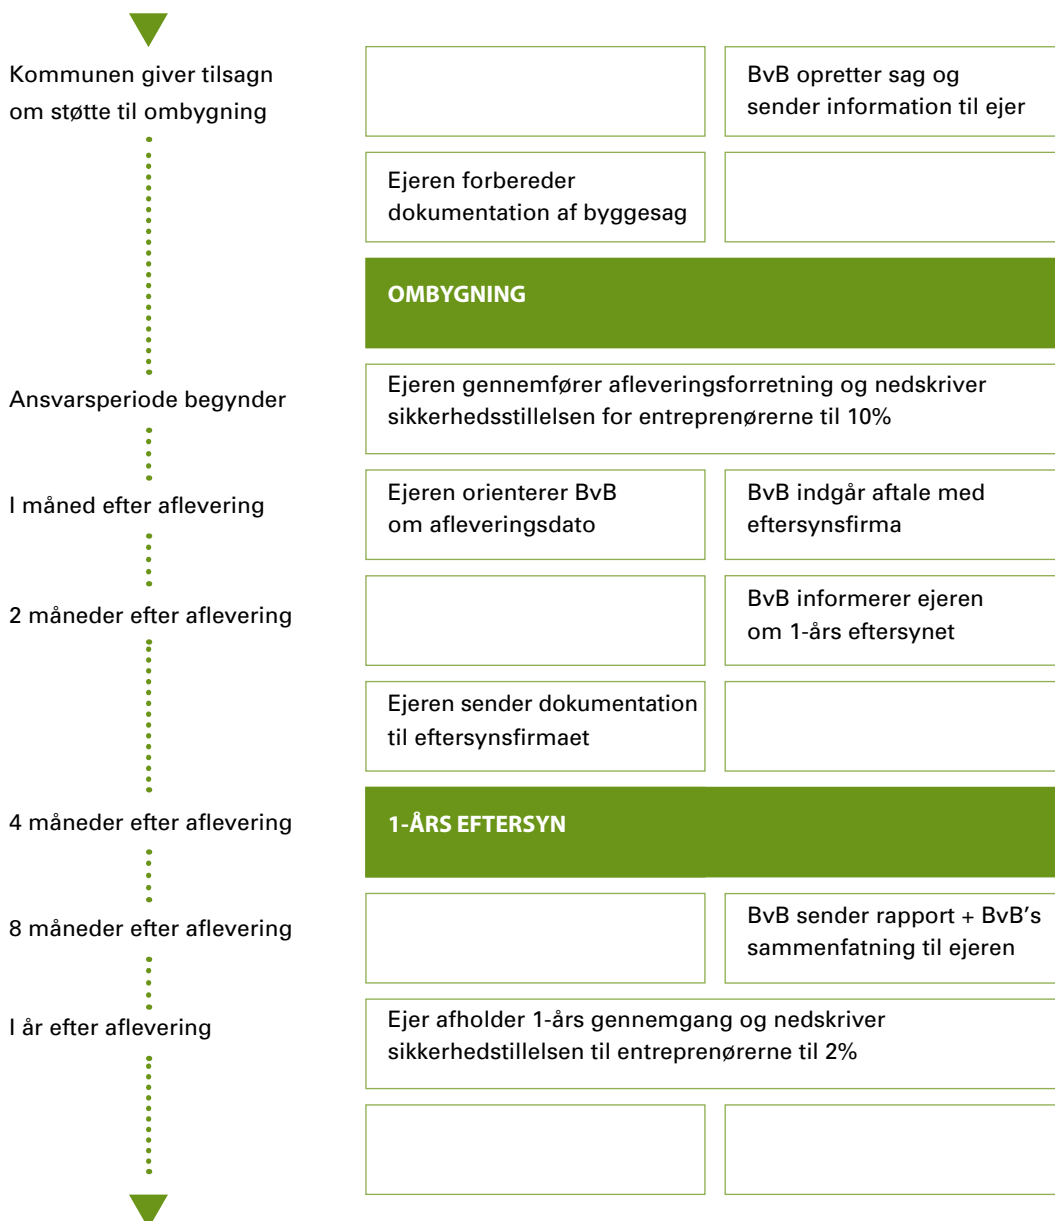 Kommunen giver tilsagn
om støtte til ombygning
BvB opretter sag og
sender information til ejer
Ejeren forbereder
dokumentation af byggesag
OMBYGNING
Ansvarsperiode begynder
Ejeren gennemfører afleveringsforretning og nedskriver
sikkerhedsstillelsen for entreprenørerne til 10%
I måned efter aflevering
Ejeren orienterer BvB
om afleveringsdato
BvB indgår aftale med
eftersynsfirma
2 måneder efter aflevering
BvB informerer ejeren
om 1-års eftersynet
Ejeren sender dokumentation
til eftersynsfirmaet
4 måneder efter aflevering
1-ÅRS EFTERSYN
8 måneder efter aflevering
BvB sender rapport + BvB’s
sammenfatning til ejeren
I år efter aflevering
Ejer afholder 1-års gennemgang og nedskriver
sikkerhedstillelsen til entreprenørerne til 2%